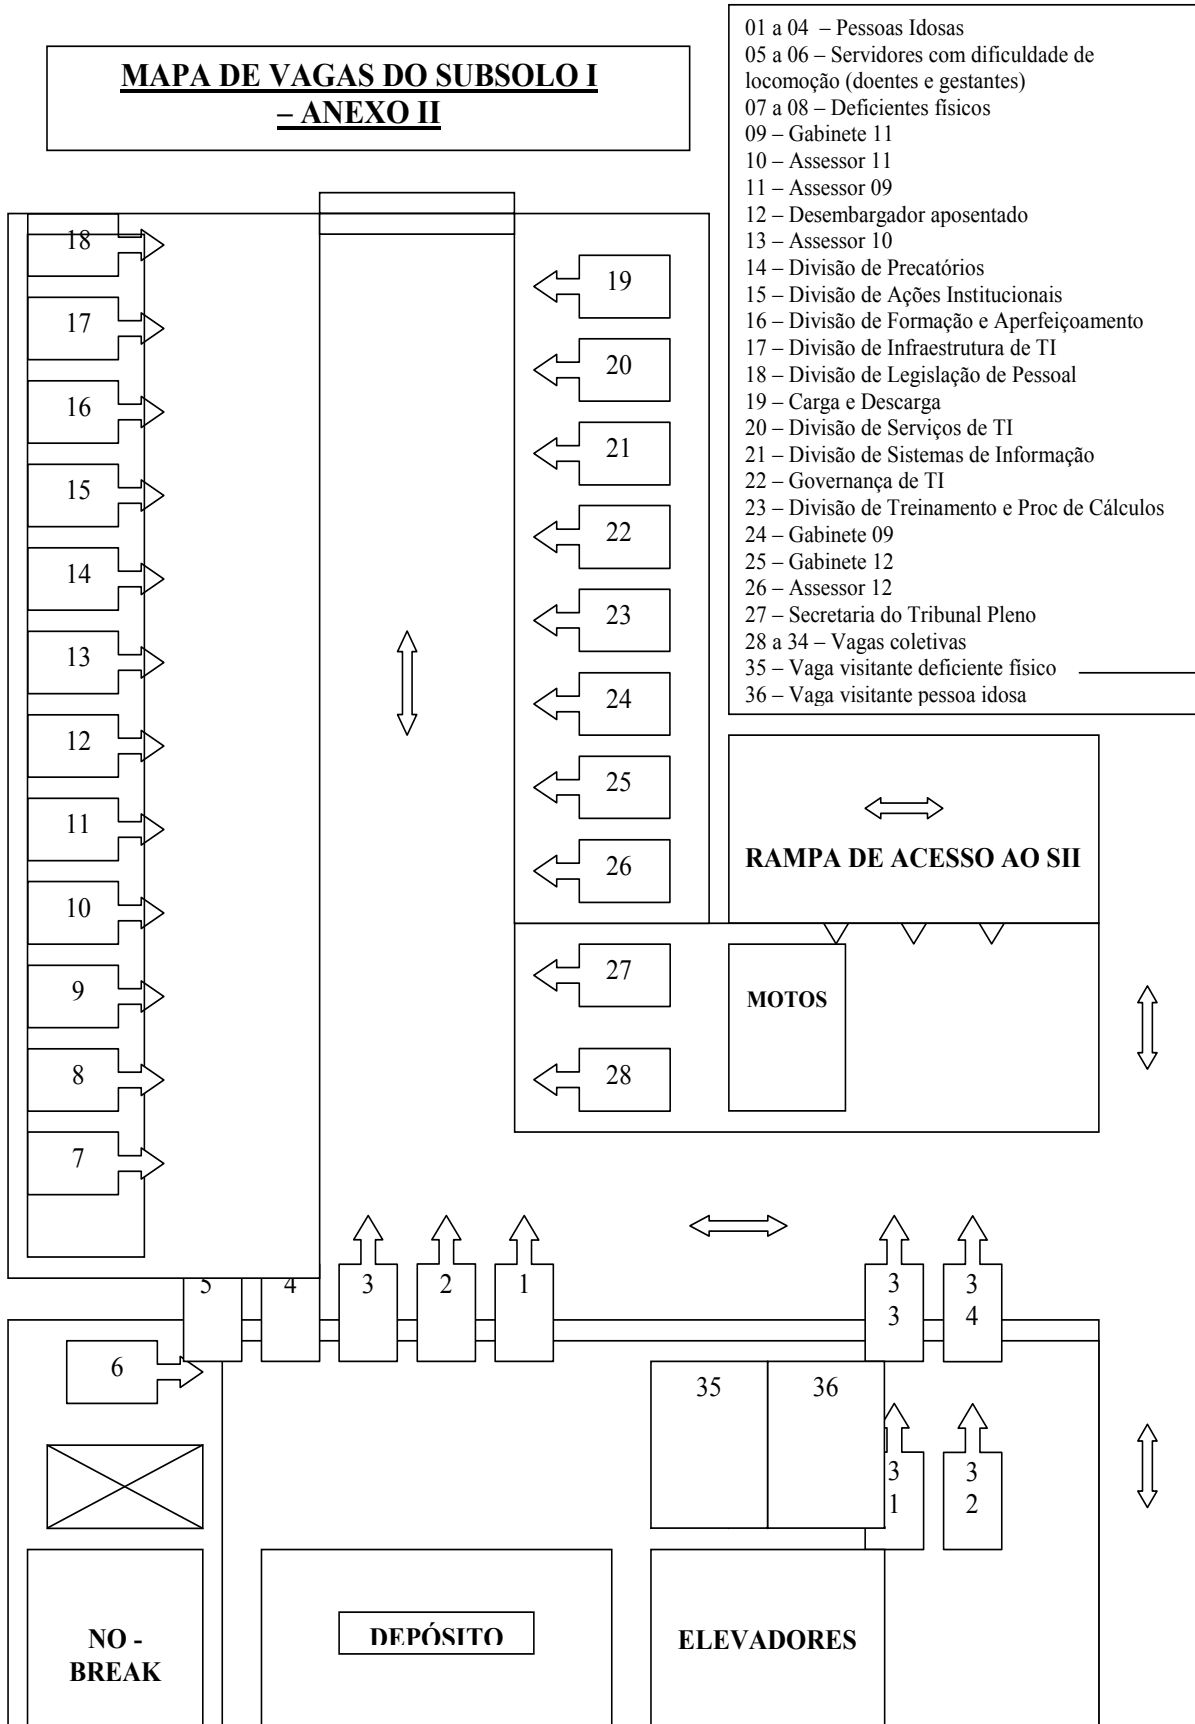 MAPA DE VAGAS DO SUBSOLO I
– ANEXO II
01 a 04 – Pessoas Idosas
05 a 06 – Servidores com dificuldade de
locomoção (doentes e gestantes)
07 a 08 – Deficientes físicos
09 – Gabinete 11
10 – Assessor 11
11 – Assessor 09
12 – Desembargador aposentado
13 – Assessor 10
14 – Divisão de Precatórios
15 – Divisão de Ações Institucionais
16 – Divisão de Formação e Aperfeiçoamento
17 – Divisão de Infraestrutura de TI
18 – Divisão de Legislação de Pessoal
19 – Carga e Descarga
20 – Divisão de Serviços de TI
21 – Divisão de Sistemas de Informação
22 – Governança de TI
23 – Divisão de Treinamento e Proc de Cálculos
24 – Gabinete 09
25 – Gabinete 12
26 – Assessor 12
27 – Secretaria do Tribunal Pleno
28 a 34 – Vagas coletivas
35 – Vaga visitante deficiente físico
36 – Vaga visitante pessoa idosa
18
17
16
15
14
13
12
11
10
9
8
7
19
20
21
22
23
24
25
26
27
28
RAMPA DE ACESSO AO SII
MOTOS
5
4
3
2
1
3
3
3
4
6
35
36
3
1
3
2
NO -
BREAK
DEPÓSITO
ELEVADORES